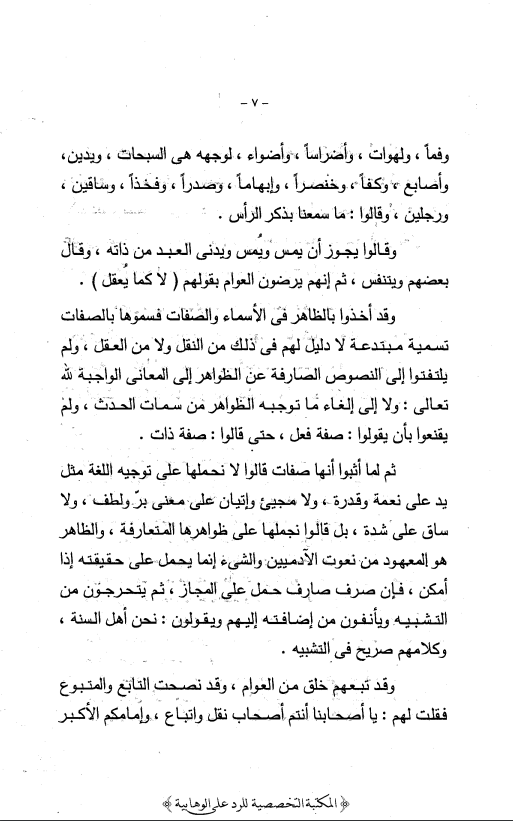 - ٧ -
وفماً ، ولهوات ، وأضراساً ، وأضواء ، لوجهه هى السبحات ، ويدين،
وأصابع ، وكفاً ، وخنصراً ، وإبهاماً ، وصدراً ، وفخذاً ، وساقين ،
ورجلين ، وقالوا : ما سمعنا بذكر الرأس .
وقالوا يجوز أن يمس ويُمس ويدنى العبد من ذاته ، وقال
بعضهم ويتنفس ، ثم إنهم يرضون العوام بقولهم ( لا كما يُعقل ) .
وقد أخذوا بالظاهر فى الأسماء والصفات فسموها بالصفات
تسمية مبتدعة لا دليل لهم فى ذلك من النقل ولا من العقل ، ولم
يلتفتوا إلى النصوص الصارفة عن الظواهر إلى المعانى الواجبة لله
تعالى : ولا إلى إلغاء ما توجبه الظواهر من سمات الحدث ، ولم
يقنعوا بأن يقولوا : صفة فعل ، حتى قالوا : صفة ذات .
ثم لما أثبوا أنها صفات قالوا لا نحملها على توجيه اللغة مثل
يد على نعمة وقدرة ، ولا مجيئ وإتيان على معنى برّ ولطف ، ولا
ساق على شدة ، بل قالوا نجملها على ظواهرها المتعارفة ، والظاهر
هو المعهود من نعوت الآدميين والشىء إنما يحمل على حقيقته إذا
أمكن ، فإن صرف صارف حمل على المجاز ، ثم يتحرجون من
التشبيه ويأنفون من إضافته إليهم ويقولون : نحن أهل السنة ،
وكلامهم صريح فى التشبيه .
وقد تبعهم خلق من العوام ، وقد نصحت التابع والمتبوع
فقلت لهم : يا أصحابنا أنتم أصحاب نقل واتباع ، وإمامكم الأكبر
﴿ المكتبة التخصصية للرد على الوهابية ﴾